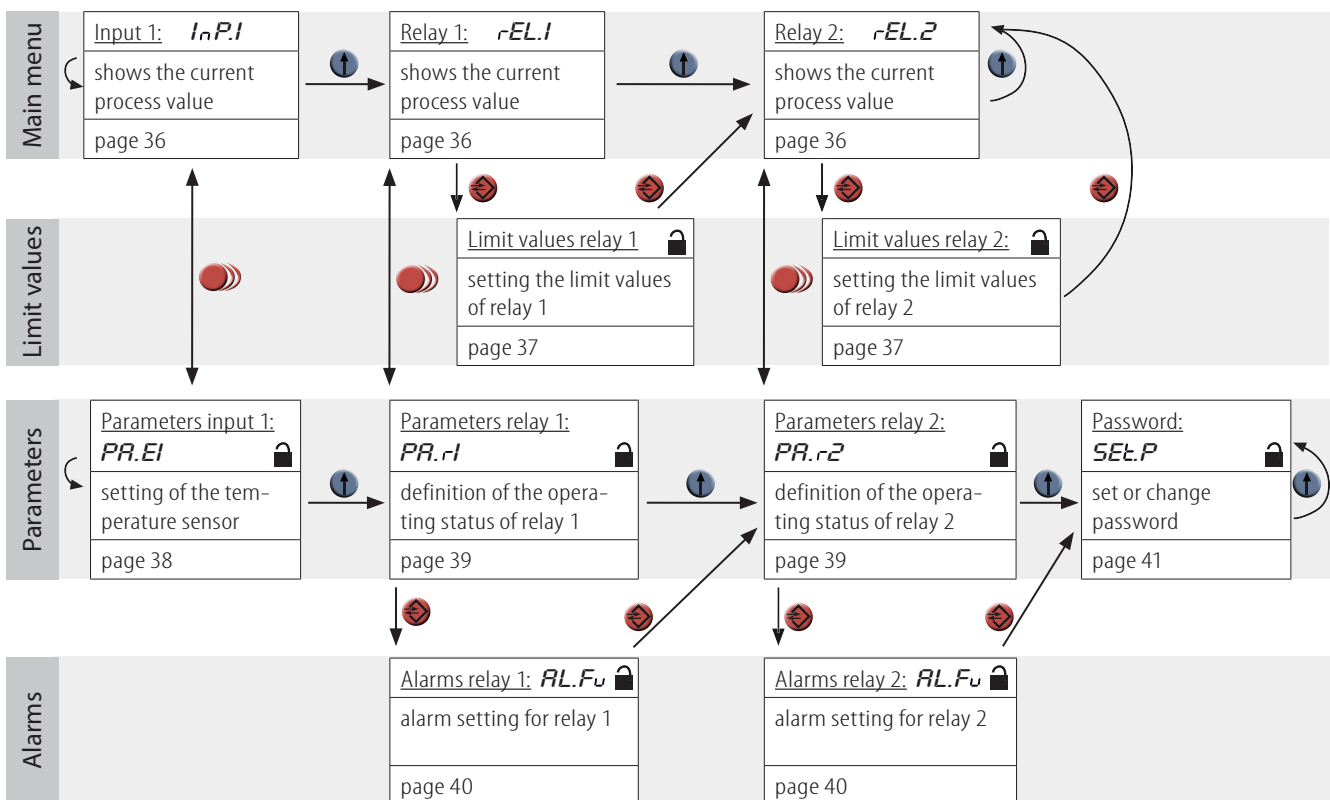 Main menu
Input 1: InP.1
shows the current
process value
page 36
Relay 1: rEL.1
shows the current
process value
page 36
Relay 2: rEL.2
shows the current
process value
page 36
Limit values
Limit values relay 1
setting the limit values
of relay 1
page 37
Limit values relay 2:
setting the limit values
of relay 2
page 37
Parameters
Parameters input 1:
PA.E1
setting of the tem-
perature sensor
page 38
Parameters relay 1:
PA.r1
definition of the opera-
ting status of relay 1
page 39
Parameters relay 2:
PA.r2
definition of the opera-
ting status of relay 2
page 39
Password:
SEt.P
set or change
password
page 41
Alarms
Alarms relay 1: AL.Fu
alarm setting for relay 1
page 40
Alarms relay 2: AL.Fu
alarm setting for relay 2
page 40